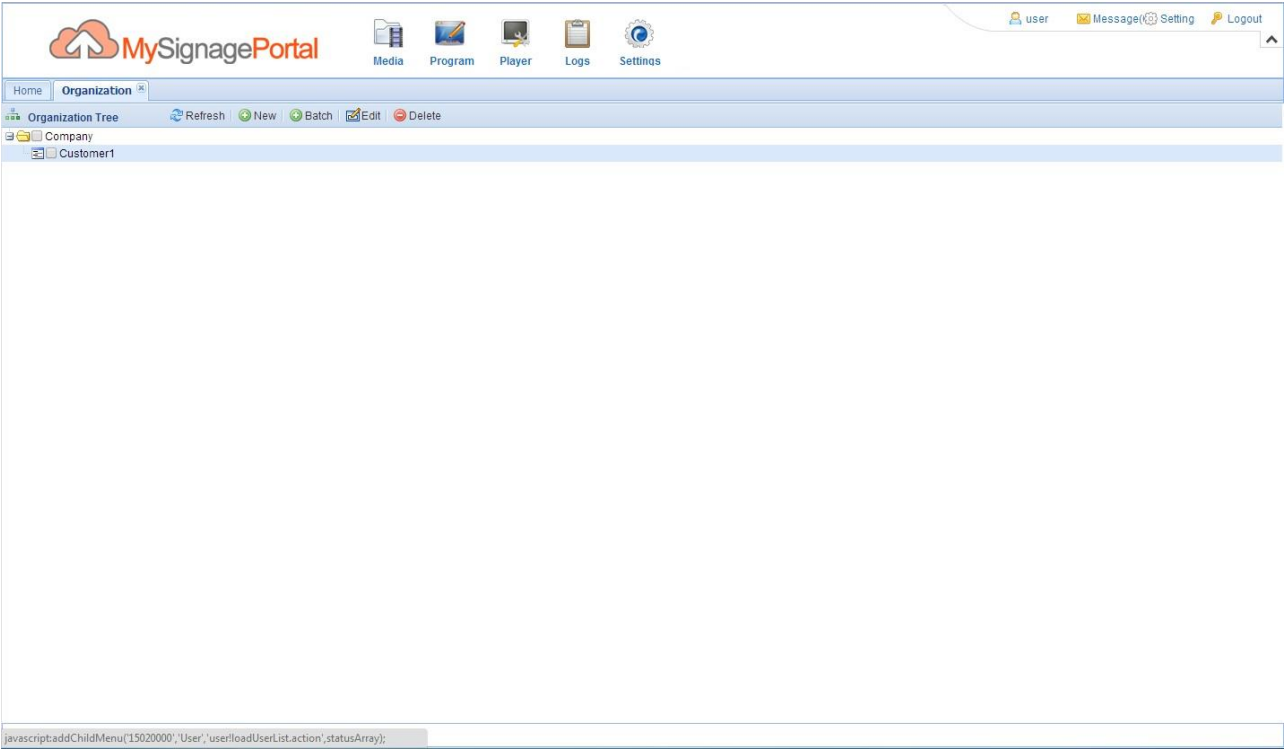 MySignagePortal
Media Program Player Logs Settings
user Message( Setting Logout
Home Organization
Organization Tree Refresh New Batch Edit Delete
Company
Customer1
javascript:addChildMenu('15020000','User','user!loadUserList.action',statusArray);